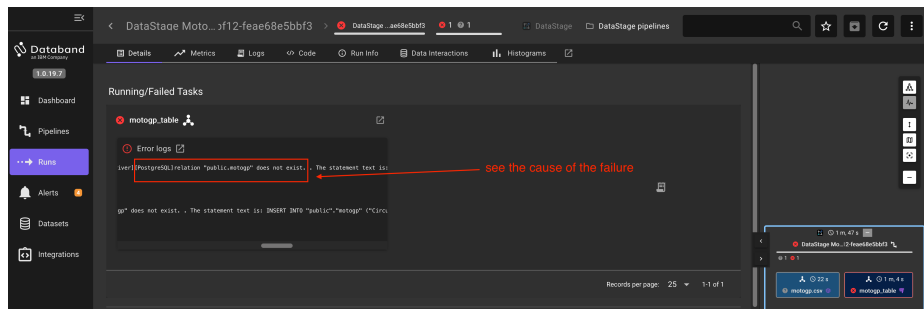 DataStage Moto...of12-feae68e5bbf3
DataStage ...ae68e5bbf3
1 1
DataStage
DataStage pipelines
Databand
an IBM Company
1.0.19.7
Dashboard
Pipelines
Runs
Alerts
Datasets
Integrations
Details
Metrics
Logs
Code
Run Info
Data Interactions
Histograms
Running/Failed Tasks
motogp_table
Error logs
iver][PostgreSQL]relation "public.motogp" does not exist. . The statement text is:
see the cause of the failure
gp" does not exist. . The statement text is: INSERT INTO "public"."motogp" ("Circu
Records per page: 25 1-1 of 1
1 m, 47 s
DataStage Mo...12-feae68e5bbf3
1 1
22 s
motogp.csv
1 m, 4 s
motogp_table